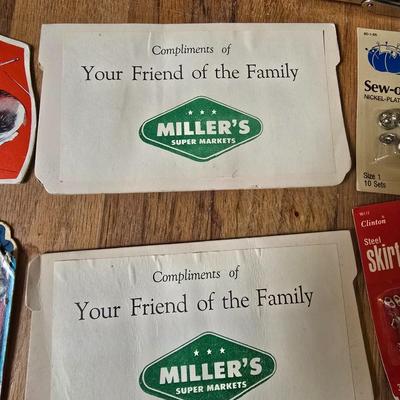 Compliments of
Your Friend of the Family
MILLER'S
SUPER MARKETS
Sew-o
NICKEL-PLAT
Size 1
10 Sets
Compliments of
Your Friend of the Family
MILLER'S
SUPER MARKETS
Clinton
Steel
skirt